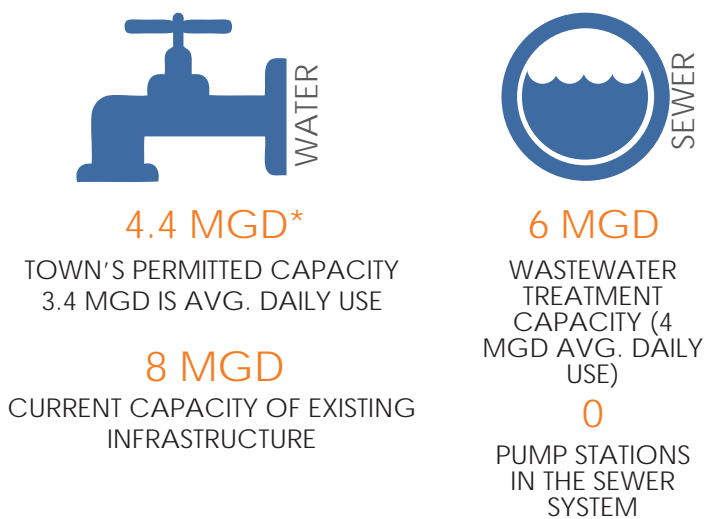 WATER
4.4 MGD*
TOWN'S PERMITTED CAPACITY
3.4 MGD IS AVG. DAILY USE
8 MGD
CURRENT CAPACITY OF EXISTING
INFRASTRUCTURE
SEWER
6 MGD
WASTEWATER
TREATMENT
CAPACITY (4
MGD AVG. DAILY
USE)
0
PUMP STATIONS
IN THE SEWER
SYSTEM